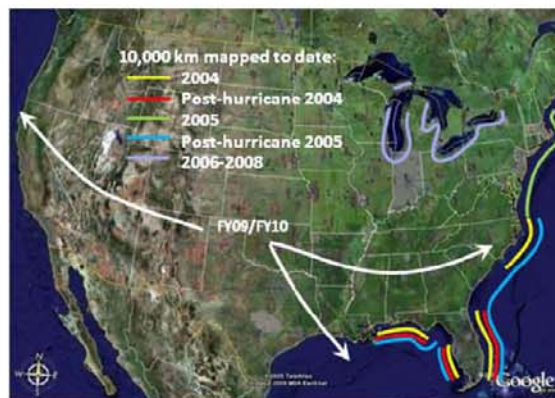 10,000 km mapped to date:
2004
Post-hurricane 2004
2005
Post-hurricane 2005
2006-2008
FY09/FY10
N
W
E
S
Google